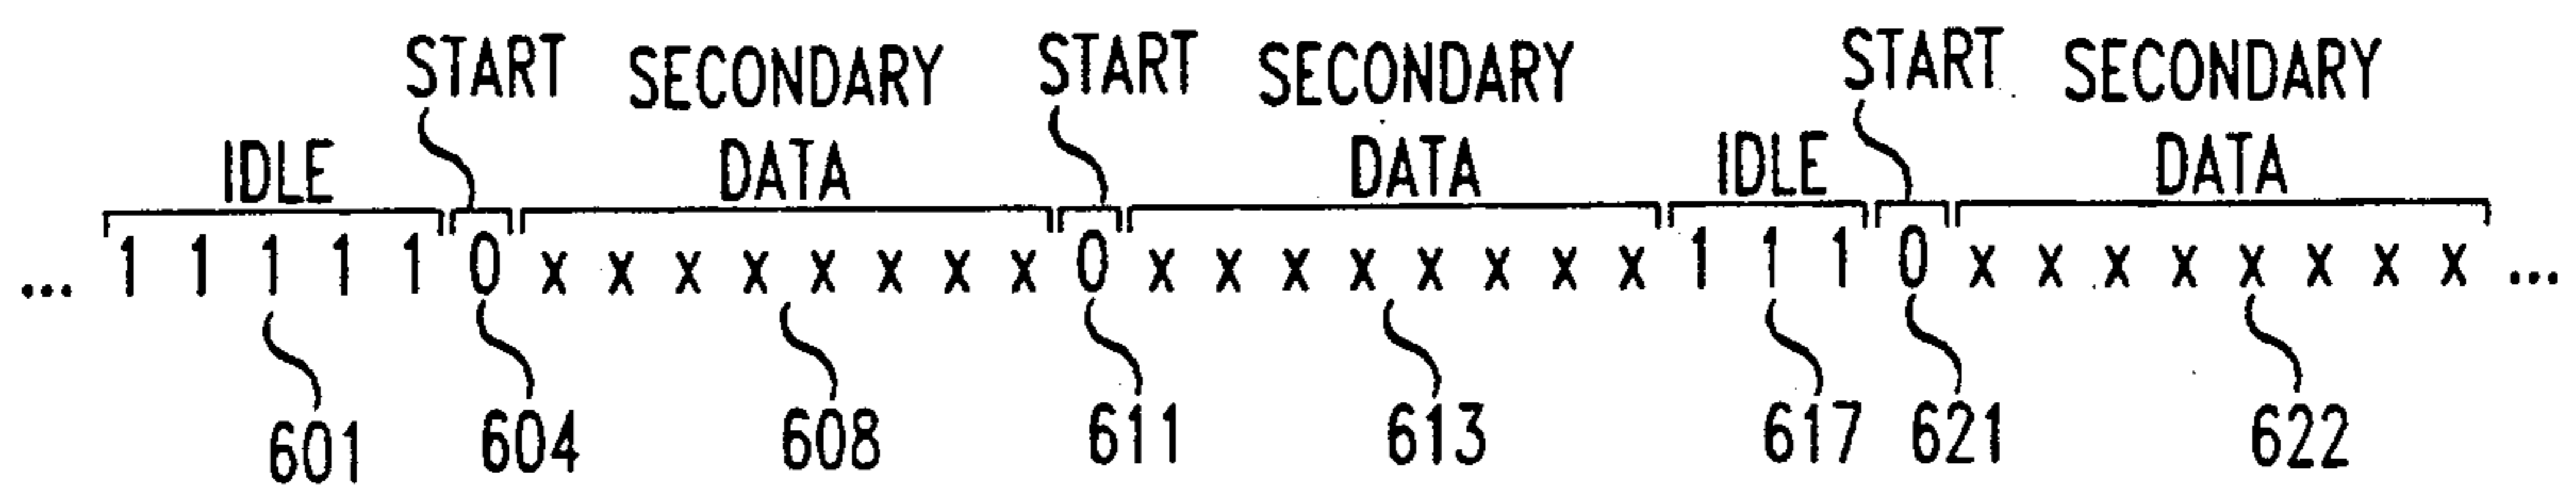 START SECONDARY START SECONDARY START SECONDARY
IDLE DATA DATA IDLE DATA
... 1 1 1 1 1 0 x x x x x x x x 0 x x x x x x x x 1 1 1 0 x x x x x x x x ...
601 604 608 611 613 617 621 622